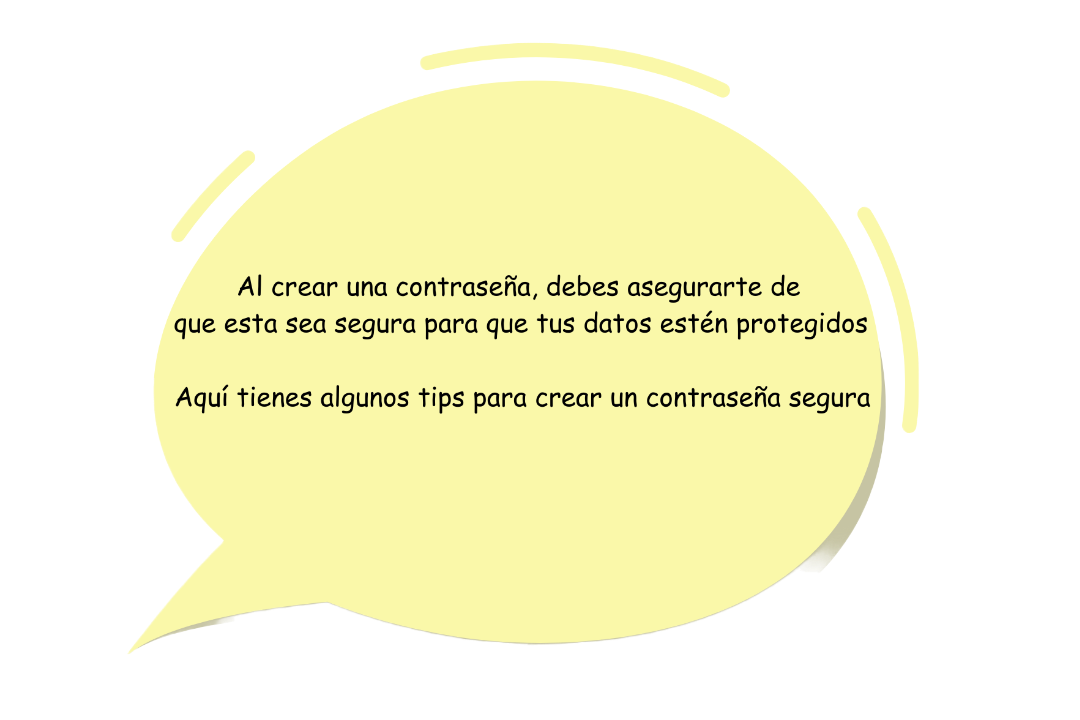 Al crear una contraseña, debes asegurarte de
que esta sea segura para que tus datos estén protegidos
Aquí tienes algunos tips para crear un contraseña segura